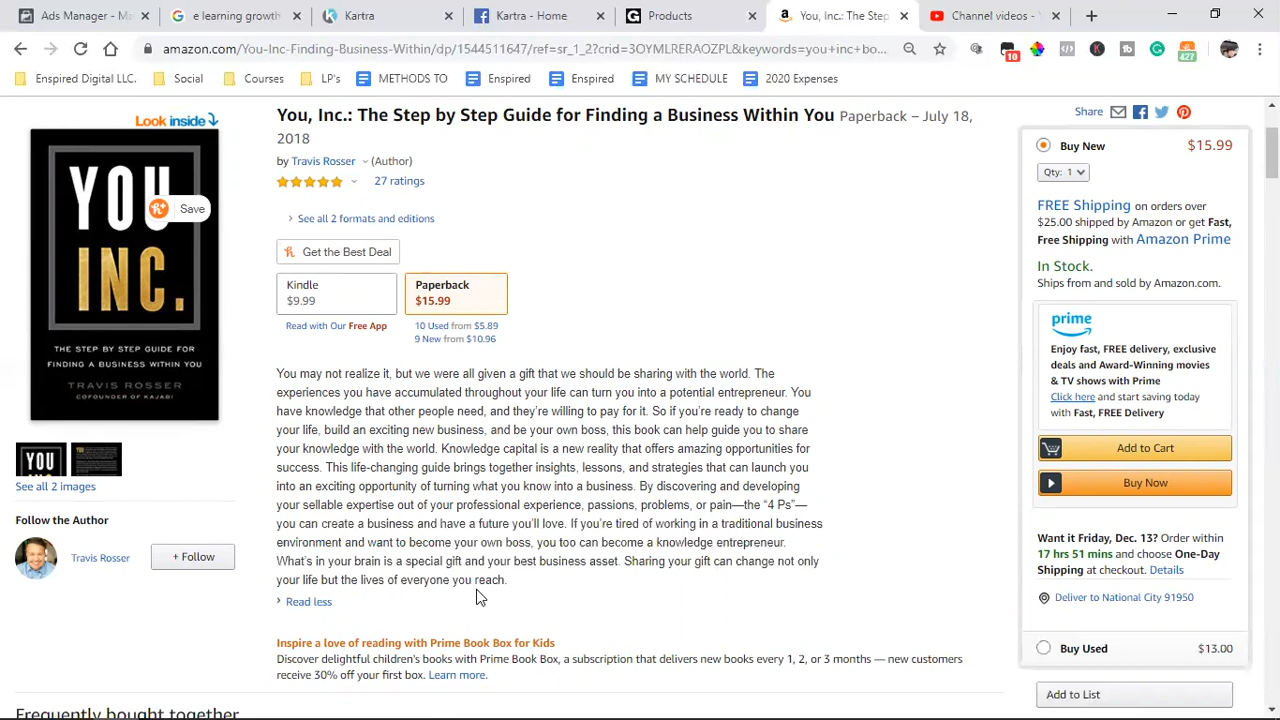 Ads Manager - Ma
e learning growth
Kartra
Kartra - Home
Products
You, Inc.: The Step
Channel videos - Y
amazon.com/You-Inc-Finding-Business-Within/dp/1544511647/ref=sr_1_2?crid=3OYMLRERAOZPL&keywords=you+inc+bo...
10
427
Enspired Digital LLC.
Social
Courses
LP's
METHODS TO
Enspired
Enspired
MY SCHEDULE
2020 Expenses
Look inside
YOU
INC.
THE STEP BY STEP GUIDE FOR
FINDING A BUSINESS WITHIN YOU
TRAVIS ROSSER
COFOUNDER OF KAJABI
Save
YOU
See all 2 images
Follow the Author
Travis Rosser
+ Follow
You, Inc.: The Step by Step Guide for Finding a Business Within You Paperback – July 18,
2018
by Travis Rosser (Author)
27 ratings
See all 2 formats and editions
Get the Best Deal
Kindle
$9.99
Read with Our Free App
Paperback
$15.99
10 Used from $5.89
9 New from $10.96
You may not realize it, but we were all given a gift that we should be sharing with the world. The
experiences you have accumulated throughout your life can turn you into a potential entrepreneur. You
have knowledge that other people need, and they're willing to pay for it. So if you're ready to change
your life, build an exciting new business, and be your own boss, this book can help guide you to share
your knowledge with the world. Knowledge capital is a new reality that offers amazing opportunities for
success. This life-changing guide brings together insights, lessons, and strategies that can launch you
into an exciting opportunity of turning what you know into a business. By discovering and developing
your sellable expertise out of your professional experience, passions, problems, or pain—the “4 Ps”—
you can create a business and have a future you'll love. If you're tired of working in a traditional business
environment and want to become your own boss, you too can become a knowledge entrepreneur.
What's in your brain is a special gift and your best business asset. Sharing your gift can change not only
your life but the lives of everyone you reach.
Read less
Inspire a love of reading with Prime Book Box for Kids
Discover delightful children's books with Prime Book Box, a subscription that delivers new books every 1, 2, or 3 months — new customers
receive 30% off your first box. Learn more.
Frequently bought together
Share
Buy New
$15.99
Qty: 1
FREE Shipping on orders over
$25.00 shipped by Amazon or get Fast,
Free Shipping with Amazon Prime
In Stock.
Ships from and sold by Amazon.com.
prime
Enjoy fast, FREE delivery, exclusive
deals and Award-Winning movies
& TV shows with Prime
Click here and start saving today
with Fast, FREE Delivery
Add to Cart
Buy Now
Want it Friday, Dec. 13? Order within
17 hrs 51 mins and choose One-Day
Shipping at checkout. Details
Deliver to National City 91950
Buy Used
$13.00
Add to List